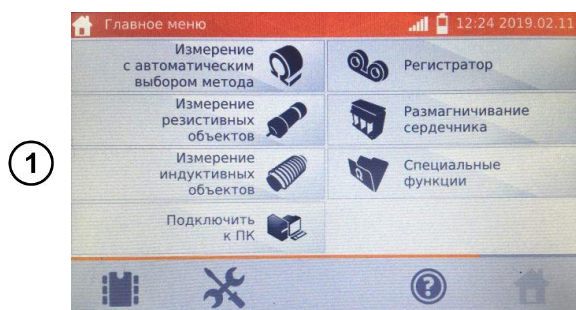 Главное меню
12:24 2019.02.11
Измерение
с автоматическим
выбором метода
Регистратор
Измерение
резистивных
объектов
Размагничивание
сердечника
1
Измерение
индуктивных
объектов
Специальные
функции
Подключить
к ПК
?